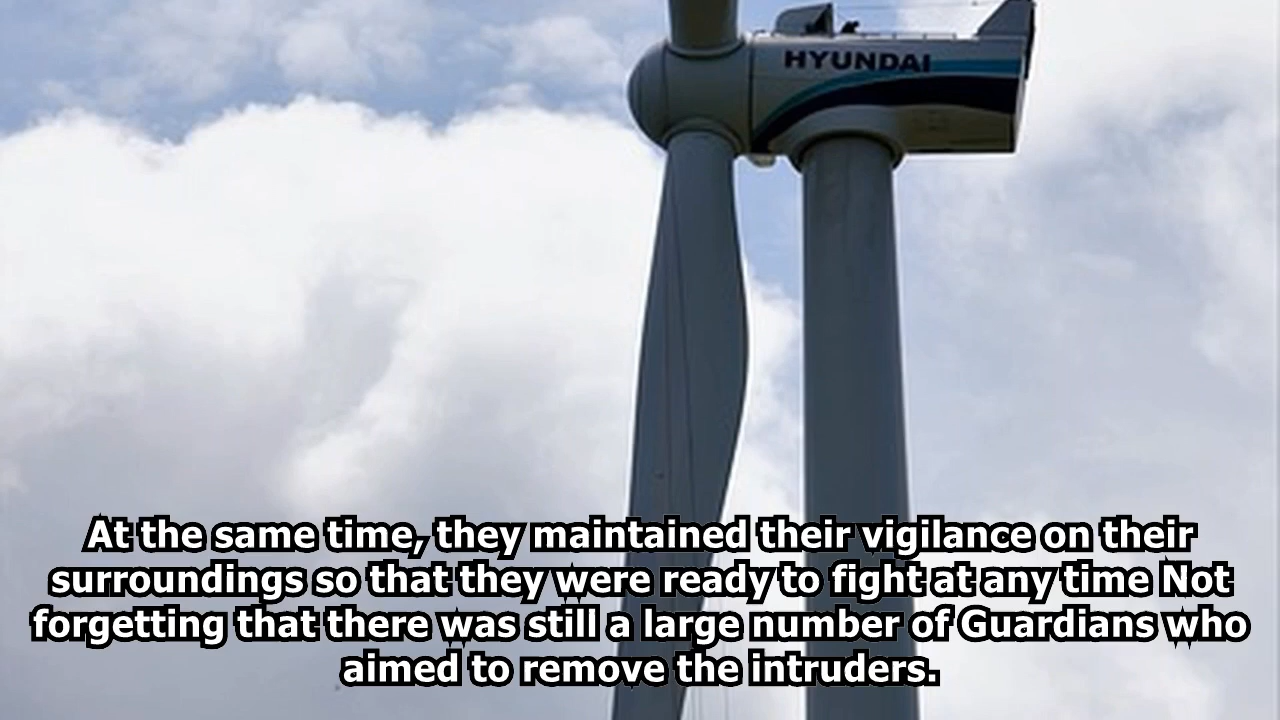 HYUNDAI
At the same time, they maintained their vigilance on their
surroundings so that they were ready to fight at any time Not
forgetting that there was still a large number of Guardians who
aimed to remove the intruders.